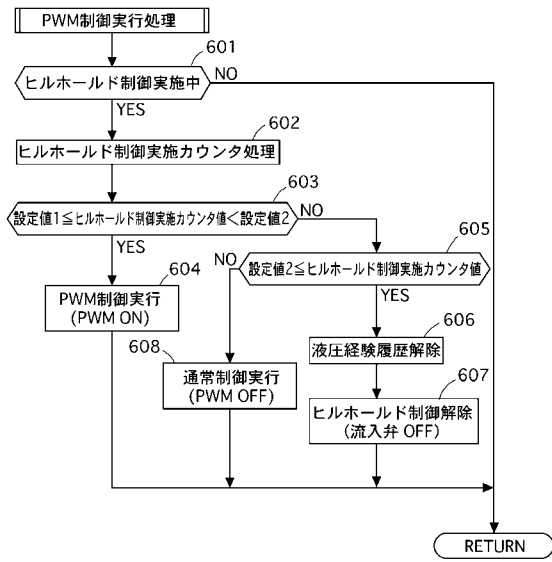 PWM制御実行処理
601
ヒルホールド制御実施中
NO
YES
602
ヒルホールド制御実施カウンタ処理
603
設定値1≦ヒルホールド制御実施カウンタ値<設定値2
NO
YES
605
NO
設定値2≦ヒルホールド制御実施カウンタ値
YES
604
PWM制御実行
(PWM ON)
606
液圧経験履歴解除
608
通常制御実行
(PWM OFF)
607
ヒルホールド制御解除
(流入弁 OFF)
RETURN